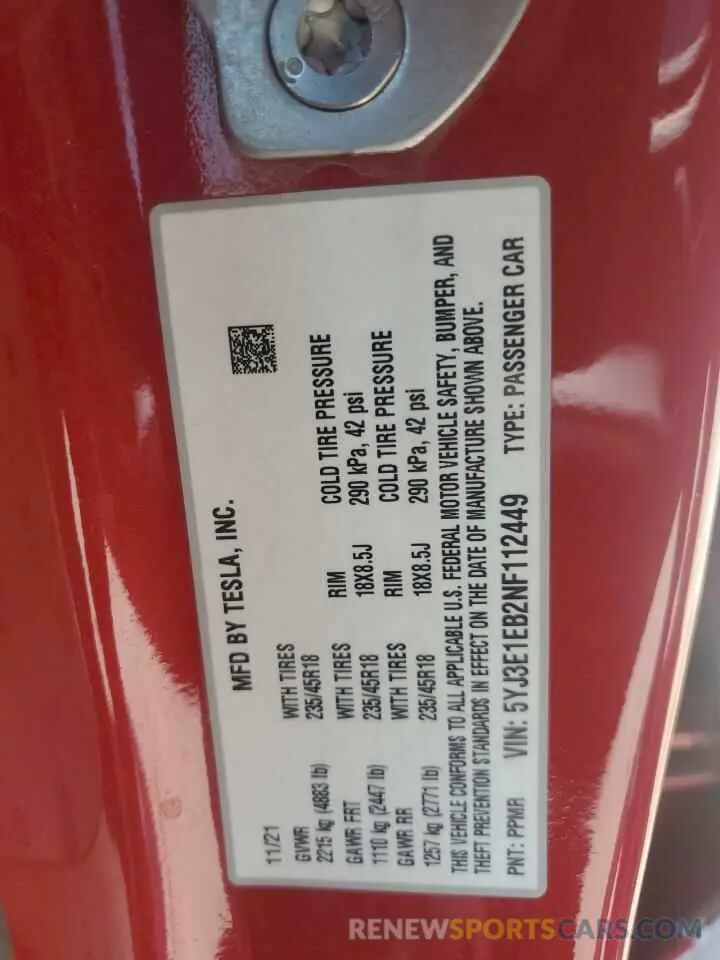 MFD BY TESLA, INC.
11/21
GVWR WITH TIRES RIM COLD TIRE PRESSURE
2215 kg (4883 lb) 235/45R18 18X8.5J 290 kPa, 42 psi
GAWR FRT WITH TIRES RIM COLD TIRE PRESSURE
1110 kg (2447 lb) 235/45R18 18X8.5J 290 kPa, 42 psi
GAWR RR WITH TIRES
1257 kg (2771 lb) 235/45R18
THIS VEHICLE CONFORMS TO ALL APPLICABLE U.S. FEDERAL MOTOR VEHICLE SAFETY, BUMPER, AND
THEFT PREVENTION STANDARDS IN EFFECT ON THE DATE OF MANUFACTURE SHOWN ABOVE.
PNT: PPMR VIN: 5YJ3E1EB2NF112449 TYPE: PASSENGER CAR
RENEWSPORTSCARS.COM